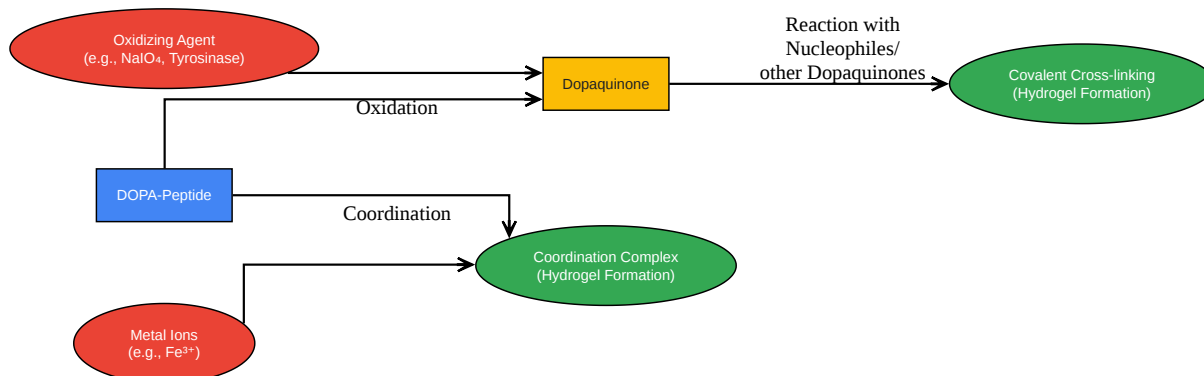 Oxidizing Agent
(e.g., NaIO₄, Tyrosinase)
Reaction with
Nucleophiles/
other Dopaquinones
Dopaquinone
Covalent Cross-linking
(Hydrogel Formation)
Oxidation
DOPA-Peptide
Coordination
Coordination Complex
(Hydrogel Formation)
Metal Ions
(e.g., Fe³⁺)